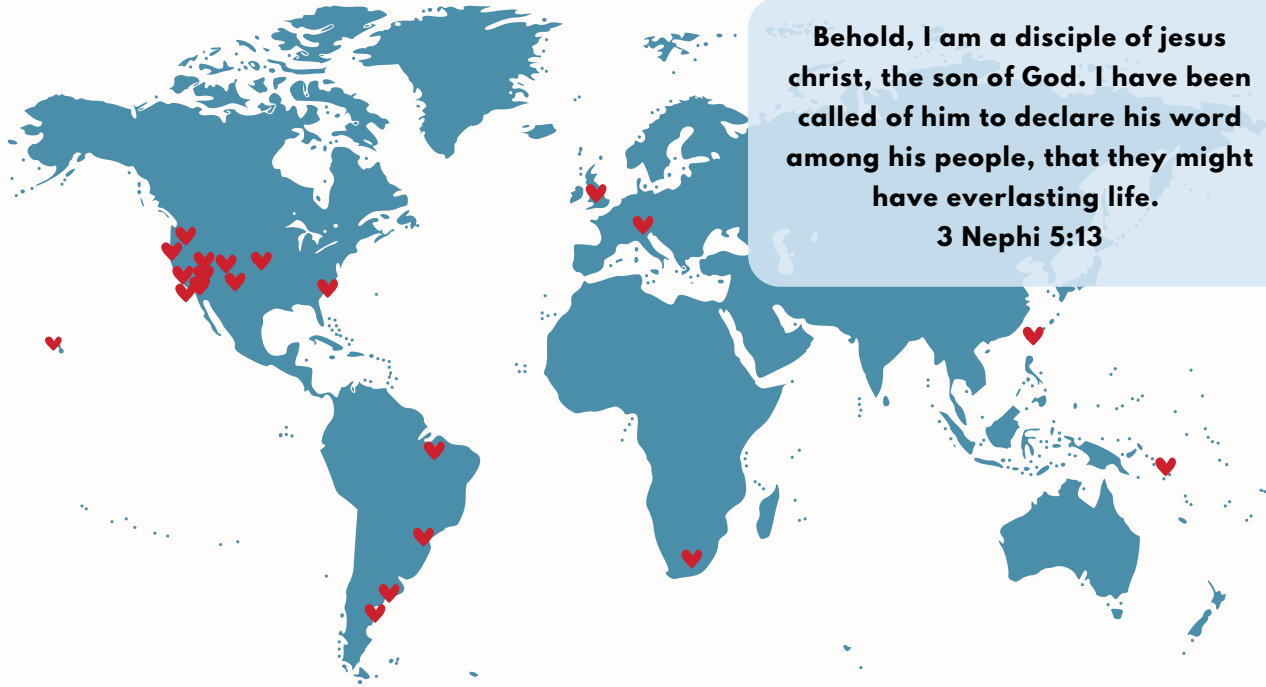 Behold, I am a disciple of jesus
christ, the son of God. I have been
called of him to declare his word
among his people, that they might
have everlasting life.
3 Nephi 5:13